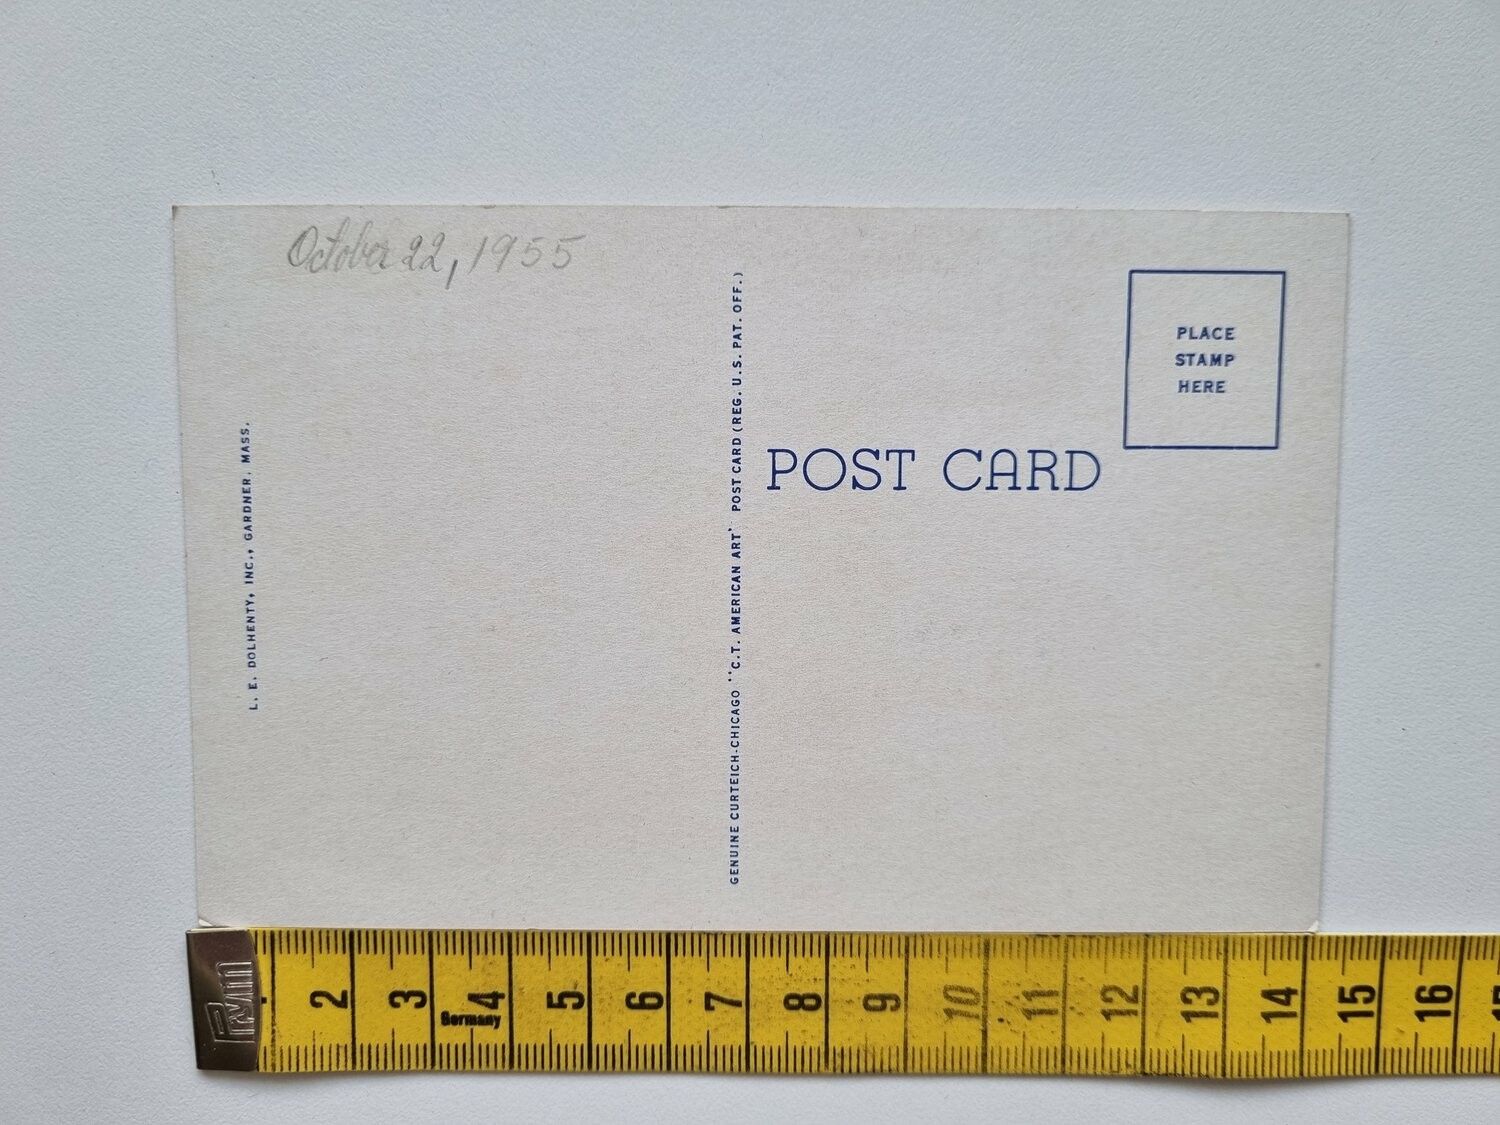 October 22, 1955
L. E. DOLHENTY, INC., GARDNER, MASS.
GENUINE CURTEICH-CHICAGO "C.T. AMERICAN ART" POST CARD (REG. U.S. PAT. OFF.)
PLACE
STAMP
HERE
POST CARD
2 3 4 5 6 7 8 9 10 11 12 13 14 15 16
Germany